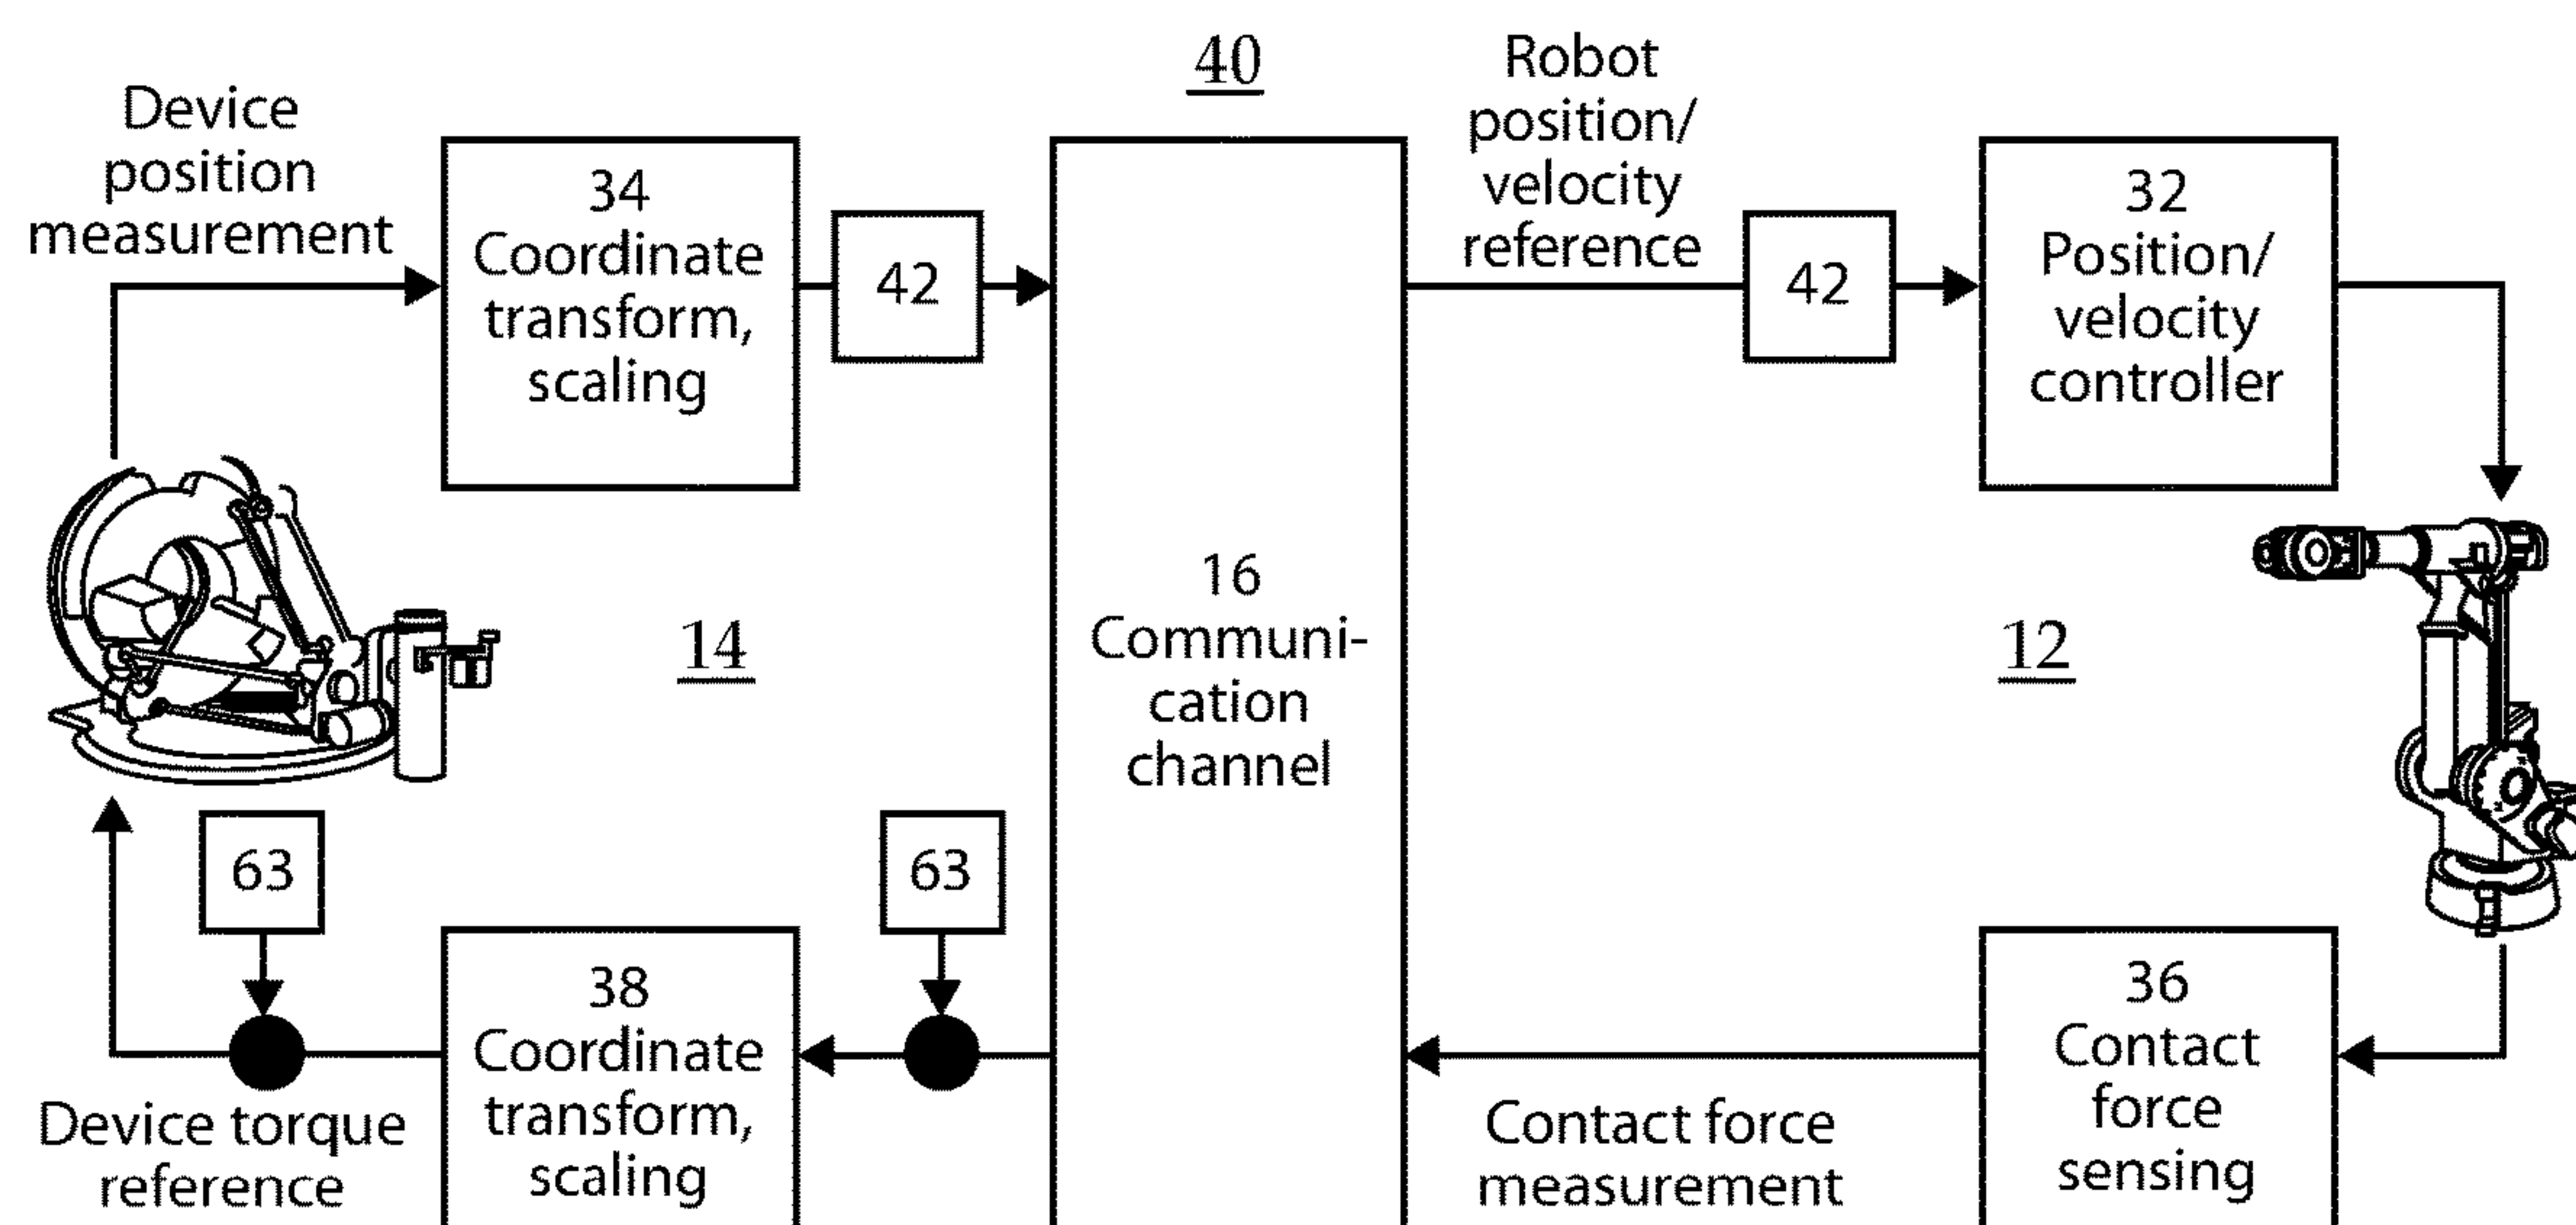 40
Device
position
measurement
34
Coordinate
transform,
scaling
42
Robot
position/
velocity
reference
42
32
Position/
velocity
controller
14
16
Communi-
cation
channel
12
63
63
Device torque
reference
38
Coordinate
transform,
scaling
Contact force
measurement
36
Contact
force
sensing